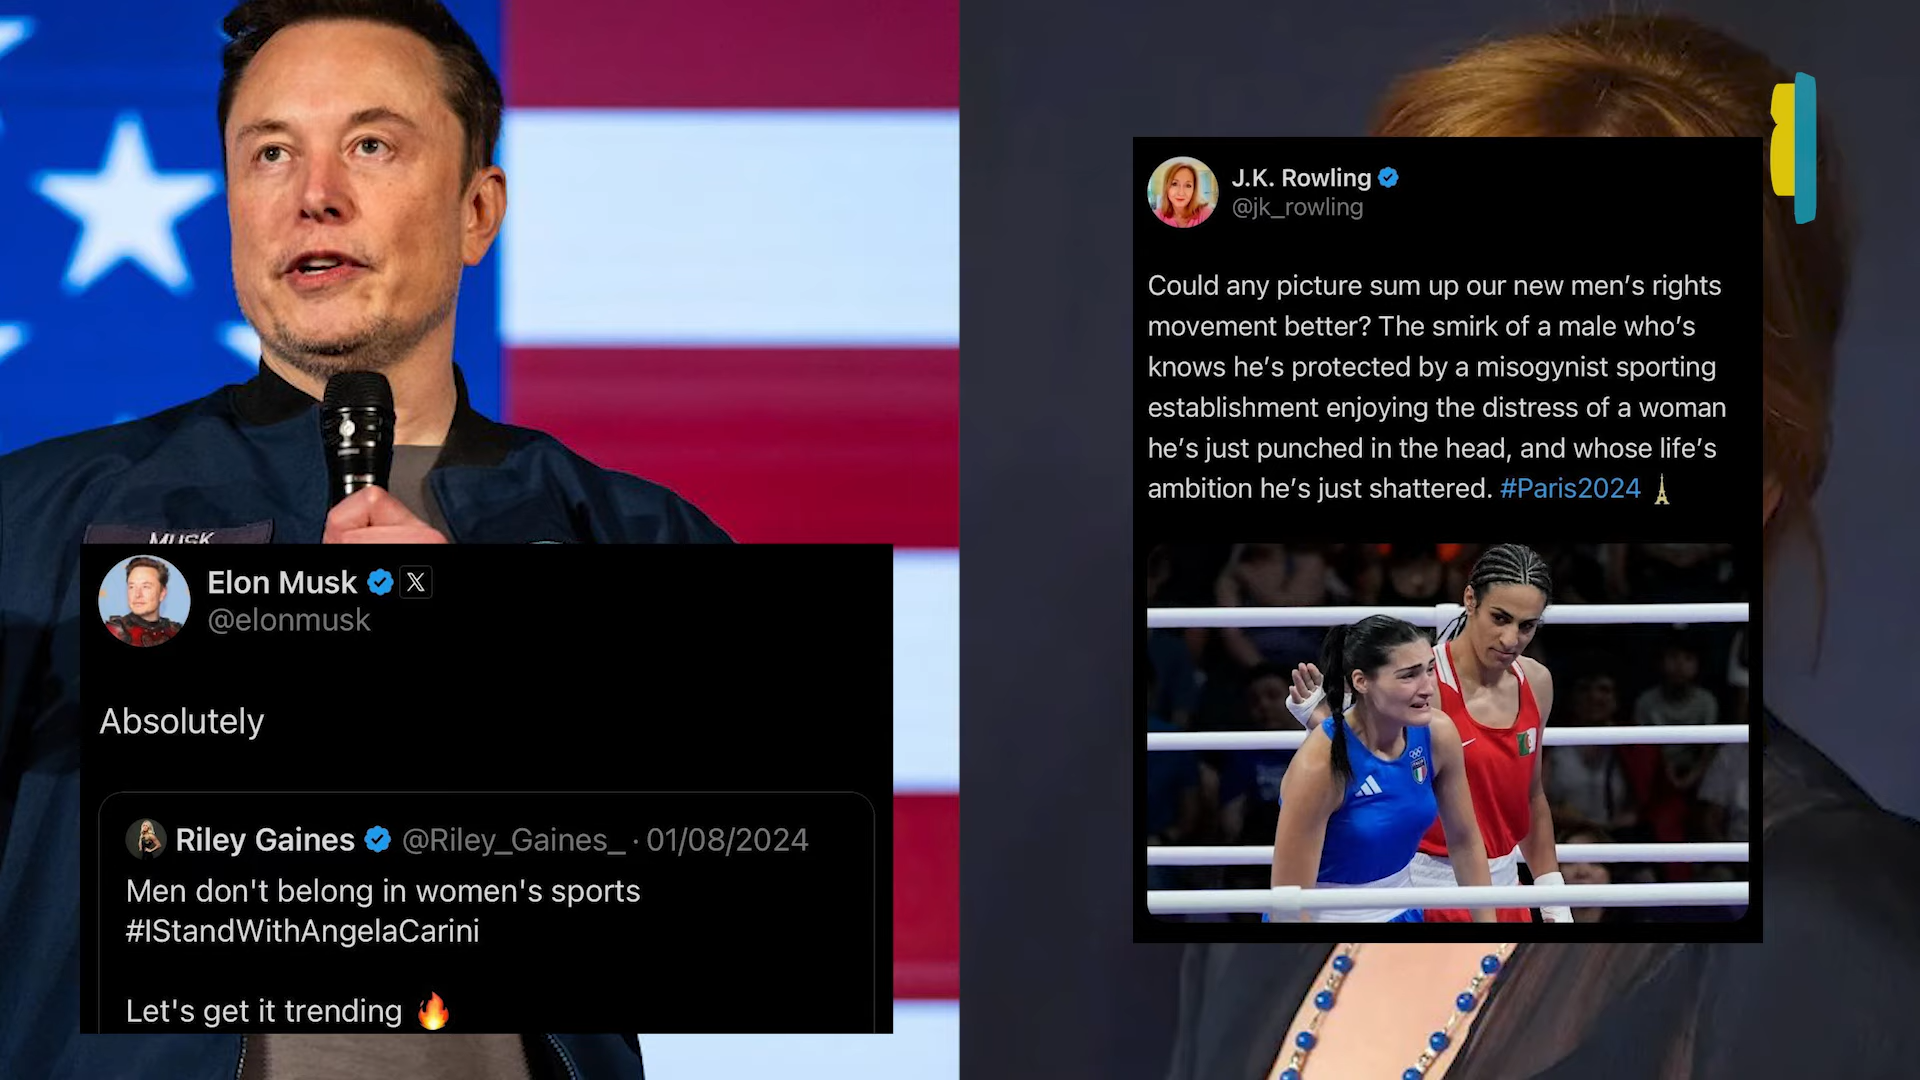 MUSK
Elon Musk
@elonmusk
Absolutely
Riley Gaines @Riley_Gaines_ · 01/08/2024
Men don't belong in women's sports
#IStandWithAngelaCarini
Let's get it trending 🔥
J.K. Rowling
@jk_rowling
Could any picture sum up our new men's rights
movement better? The smirk of a male who's
knows he's protected by a misogynist sporting
establishment enjoying the distress of a woman
he's just punched in the head, and whose life's
ambition he's just shattered. #Paris2024